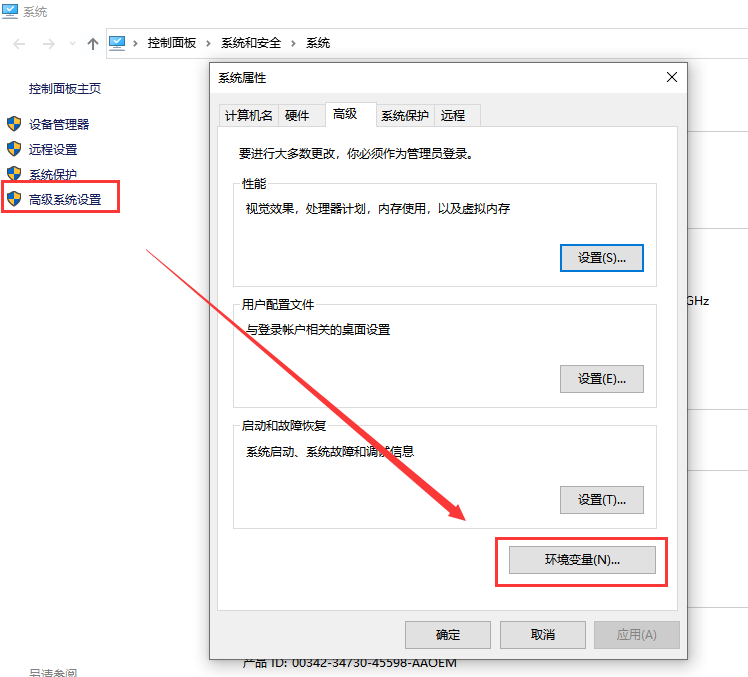 系统
控制面板 › 系统和安全 › 系统
控制面板主页
设备管理器
远程设置
系统保护
高级系统设置
系统属性
计算机名 硬件 高级 系统保护 远程
要进行大多数更改，你必须作为管理员登录。
性能
视觉效果，处理器计划，内存使用，以及虚拟内存
设置(S)...
GHz
用户配置文件
与登录帐户相关的桌面设置
设置(E)...
启动和故障恢复
系统启动、系统故障和调试信息
设置(T)...
环境变量(N)...
确定 取消 应用(A)
产品 ID: 00342-34730-45598-AAOEM
另请参阅